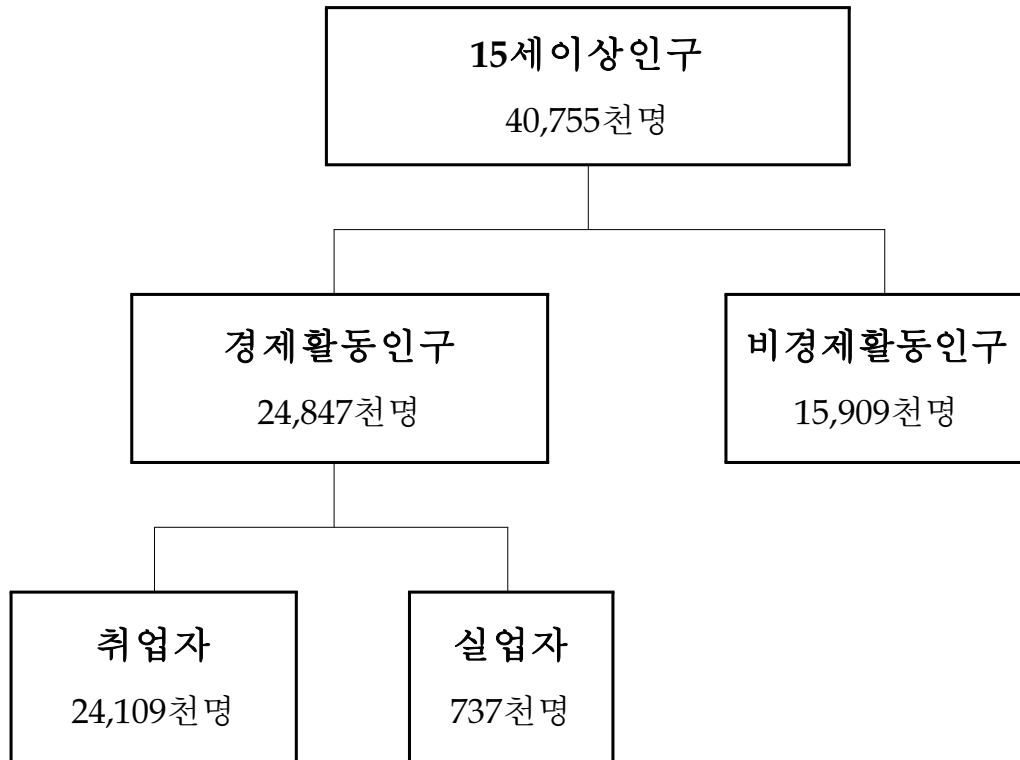 15세이상인구
40,755천명
경제활동인구
24,847천명
비경제활동인구
15,909천명
취업자
24,109천명
실업자
737천명